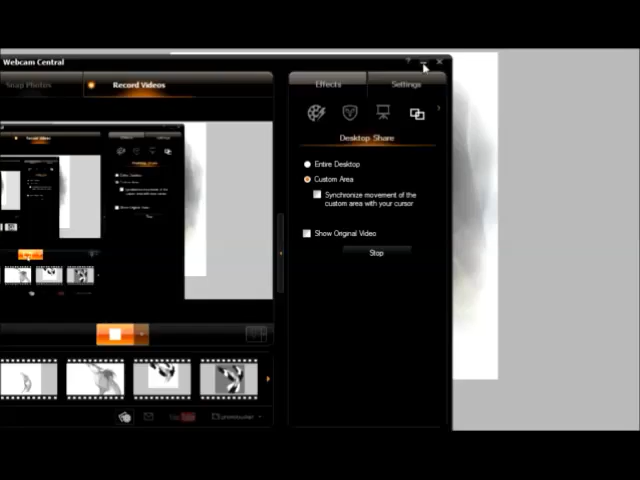 Webcam Central
?
Snap Photos
Record Videos
Effects
Settings
Desktop Share
Entire Desktop
Custom Area
Synchronize movement of the
custom area with your cursor
Show Original Video
Stop